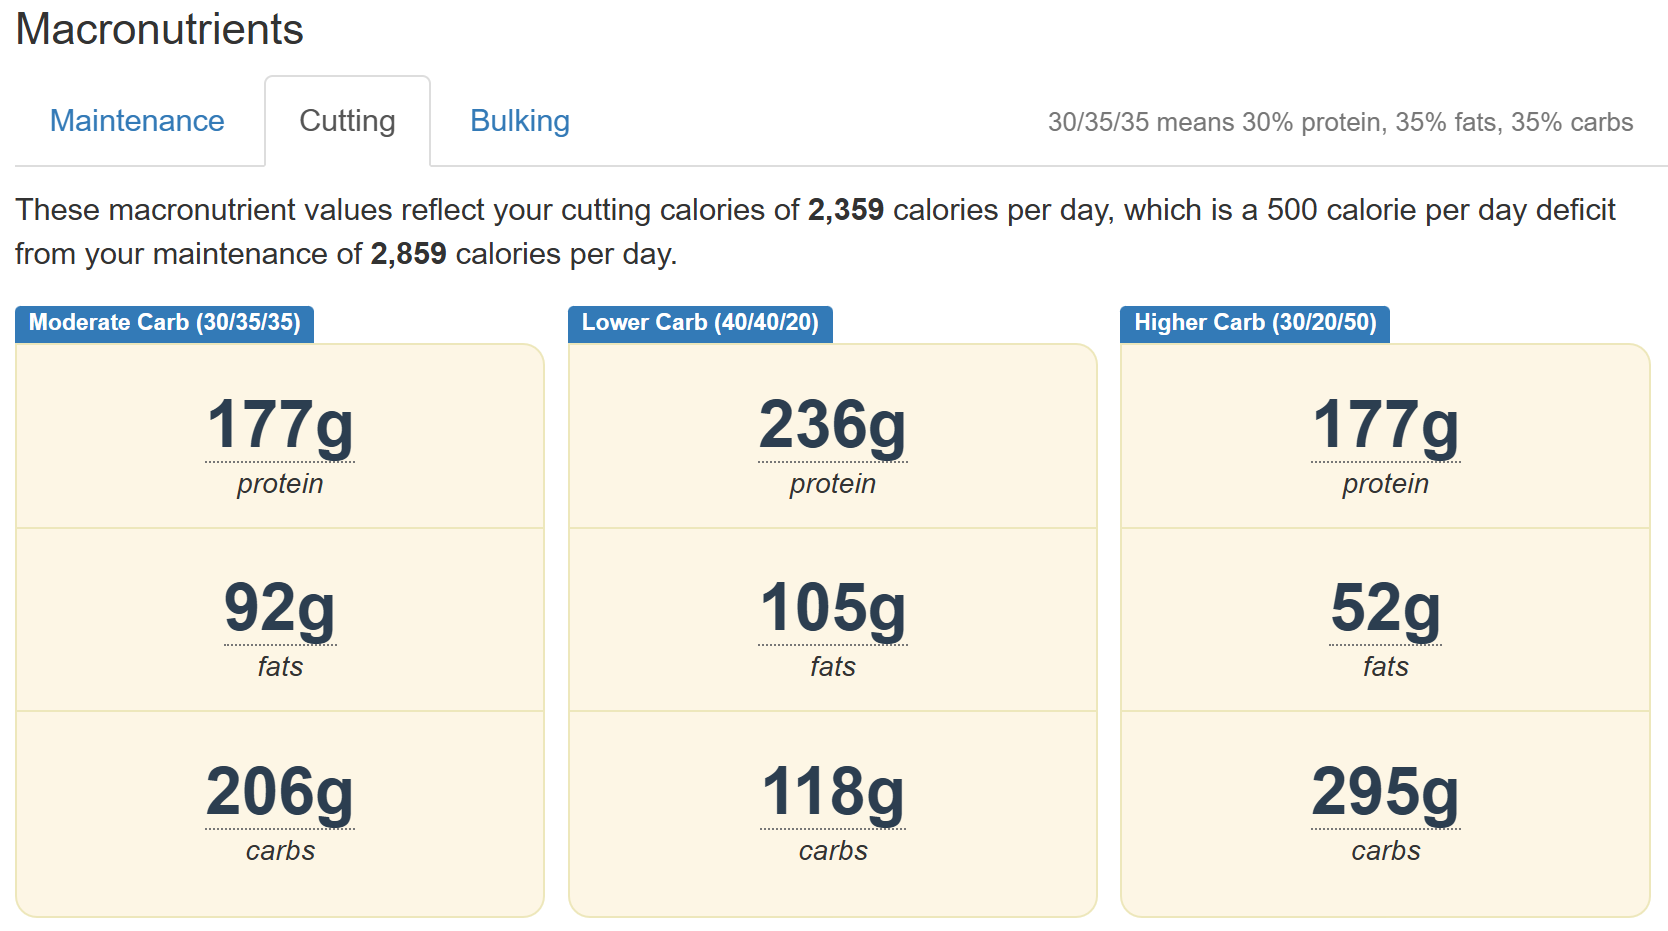 Macronutrients
Maintenance
Cutting
Bulking
30/35/35 means 30% protein, 35% fats, 35% carbs
These macronutrient values reflect your cutting calories of 2,359 calories per day, which is a 500 calorie per day deficit
from your maintenance of 2,859 calories per day.
Moderate Carb (30/35/35)
177g
protein
92g
fats
206g
carbs
Lower Carb (40/40/20)
236g
protein
105g
fats
118g
carbs
Higher Carb (30/20/50)
177g
protein
52g
fats
295g
carbs